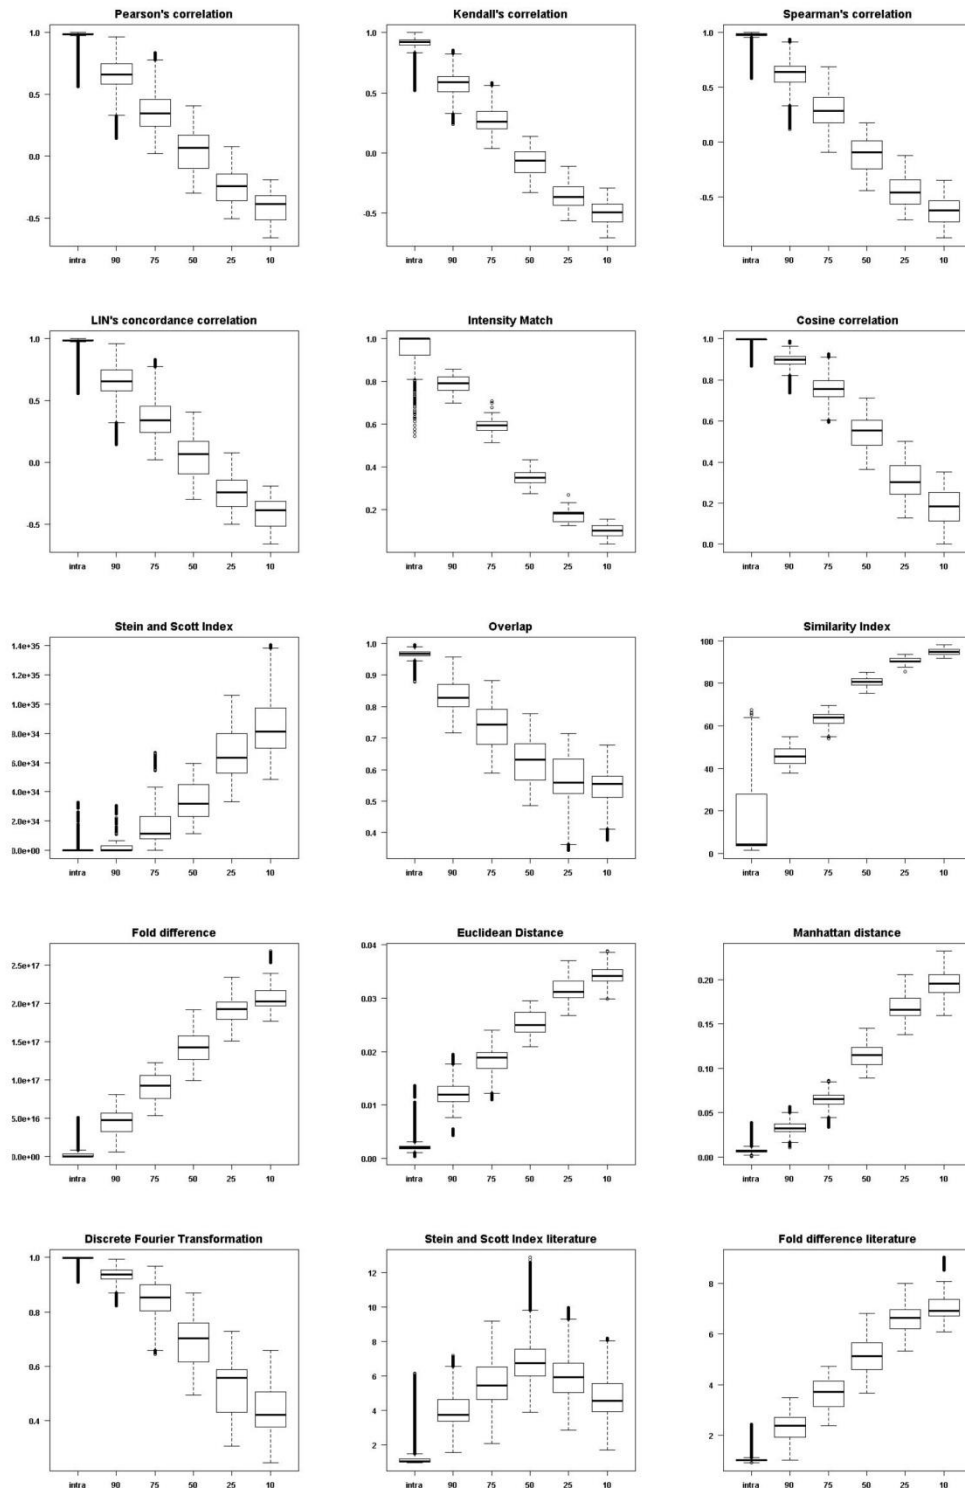 Pearson's correlation
1.0
0.5
0.0
-0.5
intra 90 75 50 25 10
Kendall's correlation
1.0
0.5
0.0
-0.5
intra 90 75 50 25 10
Spearman's correlation
1.0
0.5
0.0
-0.5
intra 90 75 50 25 10
LIN's concordance correlation
1.0
0.5
0.0
-0.5
intra 90 75 50 25 10
Intensity Match
1.0
0.8
0.6
0.4
0.2
intra 90 75 50 25 10
Cosine correlation
1.0
0.8
0.6
0.4
0.2
0.0
intra 90 75 50 25 10
Stein and Scott Index
1.4e+35
1.2e+35
1.0e+35
8.0e+34
6.0e+34
4.0e+34
2.0e+34
0.0e+00
intra 90 75 50 25 10
Overlap
1.0
0.9
0.8
0.7
0.6
0.5
0.4
intra 90 75 50 25 10
Similarity Index
100
80
60
40
20
0
intra 90 75 50 25 10
Fold difference
2.5e+17
2.0e+17
1.5e+17
1.0e+17
5.0e+16
0.0e+00
intra 90 75 50 25 10
Euclidean Distance
0.04
0.03
0.02
0.01
0.00
intra 90 75 50 25 10
Manhattan distance
0.20
0.15
0.10
0.05
0.00
intra 90 75 50 25 10
Discrete Fourier Transformation
1.0
0.8
0.6
0.4
intra 90 75 50 25 10
Stein and Scott Index literature
12
10
8
6
4
2
intra 90 75 50 25 10
Fold difference literature
8
6
4
2
intra 90 75 50 25 10